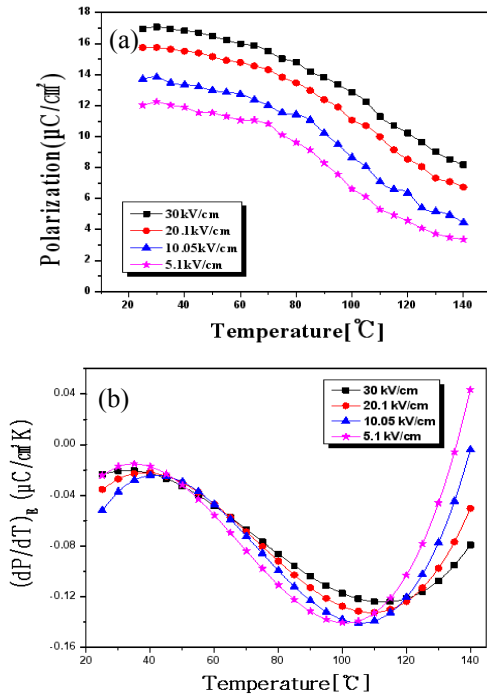 (a)
18
16
14
12
10
8
6
4
2
0
Polarization(µC/㎠)
30kV/cm
20.1kV/cm
10.05kV/cm
5.1kV/cm
20 40 60 80 100 120 140
Temperature[℃]
(b)
0.04
0.00
-0.04
-0.08
-0.12
-0.16
(dP/dT)E (µC/㎠K)
30 kV/cm
20.1 kV/cm
10.05 kV/cm
5.1 kV/cm
20 40 60 80 100 120 140
Temperature[℃]